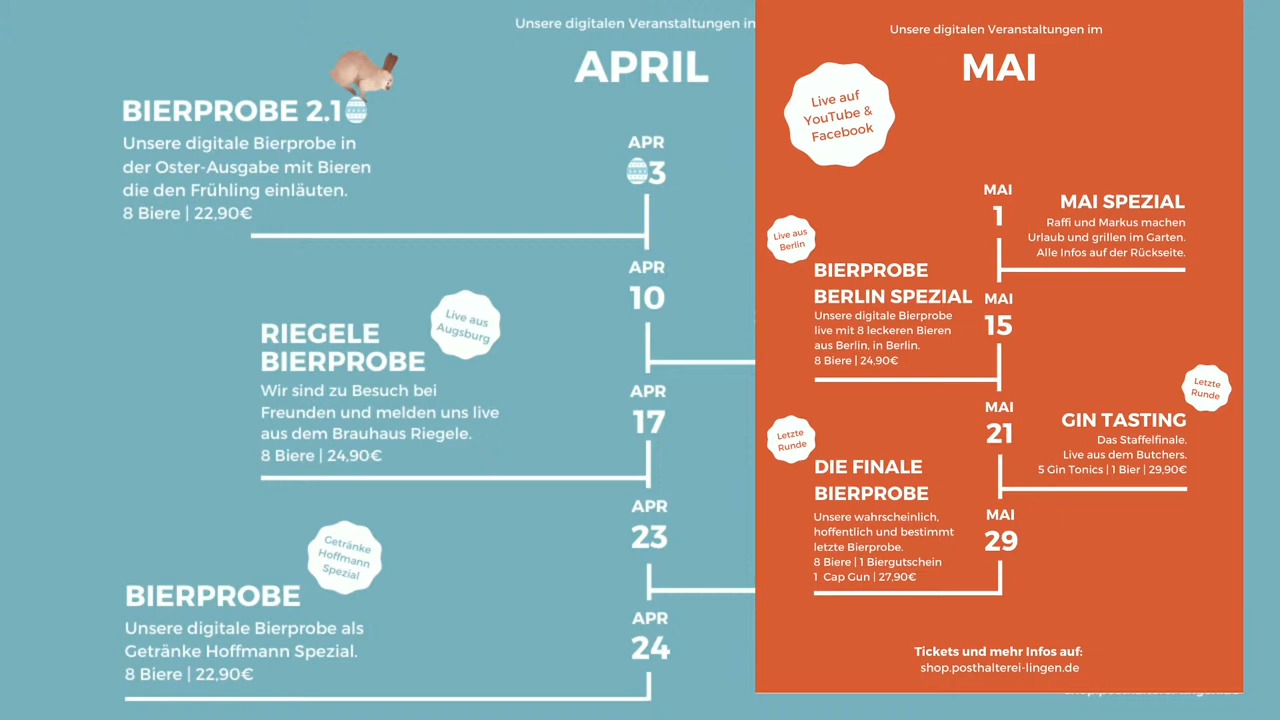 Unsere digitalen Veranstaltungen in
APRIL
BIERPROBE 2.1
Unsere digitale Bierprobe in
der Oster-Ausgabe mit Bieren
die den Frühling einläuten.
8 Biere | 22,90€
APR
3
APR
10
RIEGELE
BIERPROBE
Live aus
Augsburg
Wir sind zu Besuch bei
Freunden und melden uns live
aus dem Brauhaus Riegele.
8 Biere | 24,90€
APR
17
APR
23
Getränke
Hoffmann
Spezial
BIERPROBE
Unsere digitale Bierprobe als
Getränke Hoffmann Spezial.
8 Biere | 22,90€
APR
24
Unsere digitalen Veranstaltungen im
MAI
Live auf
YouTube &
Facebook
MAI
1
MAI SPEZIAL
Raffi und Markus machen
Urlaub und grillen im Garten.
Alle Infos auf der Rückseite.
Live aus
Berlin
BIERPROBE
BERLIN SPEZIAL
Unsere digitale Bierprobe
live mit 8 leckeren Bieren
aus Berlin, in Berlin.
8 Biere | 24,90€
MAI
15
Letzte
Runde
MAI
21
GIN TASTING
Das Staffelfinale.
Live aus dem Butchers.
5 Gin Tonics | 1 Bier | 29,90€
Letzte
Runde
DIE FINALE
BIERPROBE
Unsere wahrscheinlich,
hoffentlich und bestimmt
letzte Bierprobe.
8 Biere | 1 Biergutschein
1 Cap Gun | 27,90€
MAI
29
Tickets und mehr Infos auf:
shop.posthalterei-lingen.de